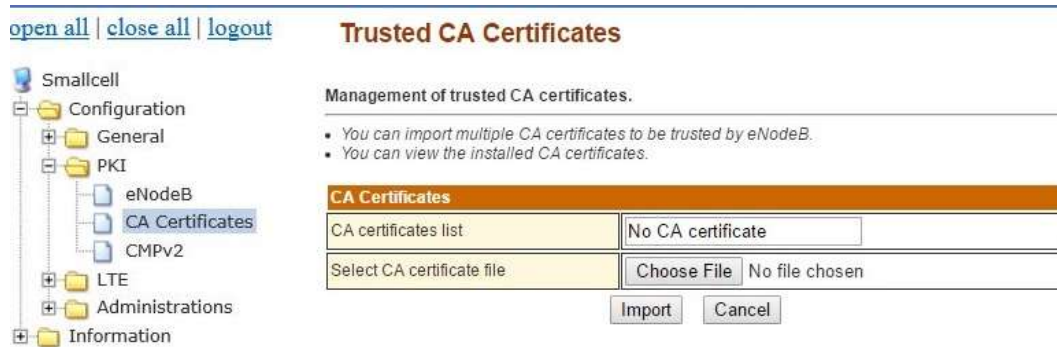 open all | close all | logout
Smallcell
Configuration
General
PKI
eNodeB
CA Certificates
CMPv2
LTE
Administrations
Information
Trusted CA Certificates
Management of trusted CA certificates.
• You can import multiple CA certificates to be trusted by eNodeB.
• You can view the installed CA certificates.
CA Certificates
CA certificates list No CA certificate
Select CA certificate file Choose File No file chosen
Import Cancel